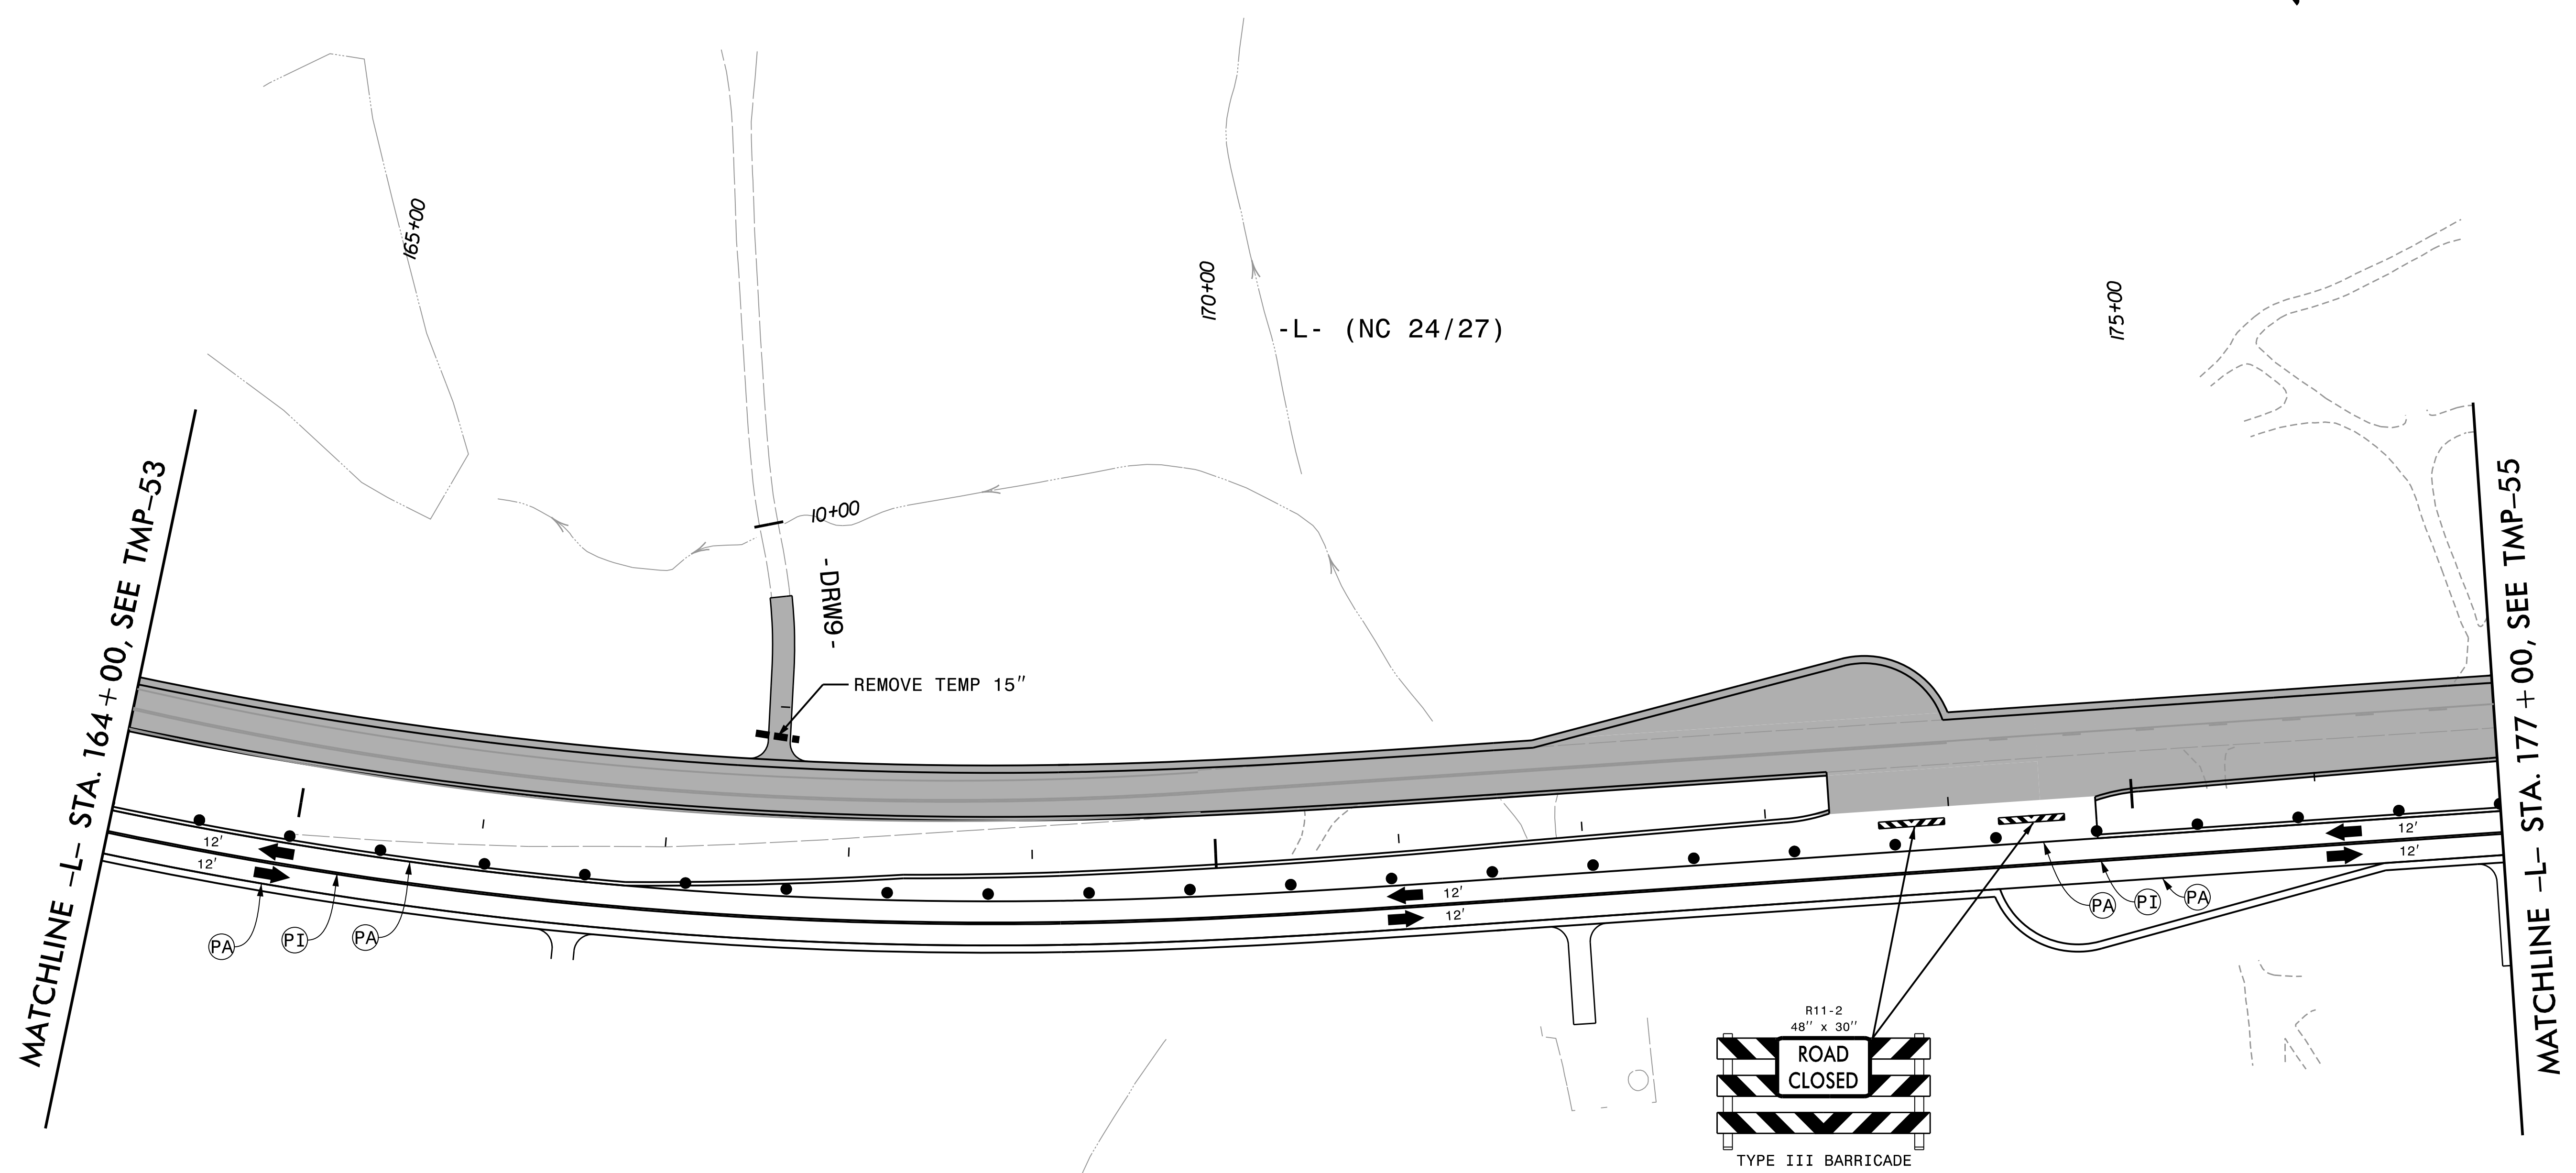 165+00
170+00
-L- (NC 24/27)
175+00
MATCHLINE -L- STA. 164+00, SEE TMP-53
10+00
-DRW9-
REMOVE TEMP 15"
MATCHLINE -L- STA. 177+00, SEE TMP-55
12'
12'
12'
12'
12'
12'
PA
PI
PA
PA
PI
PA
R11-2
48" x 30"
ROAD
CLOSED
TYPE III BARRICADE